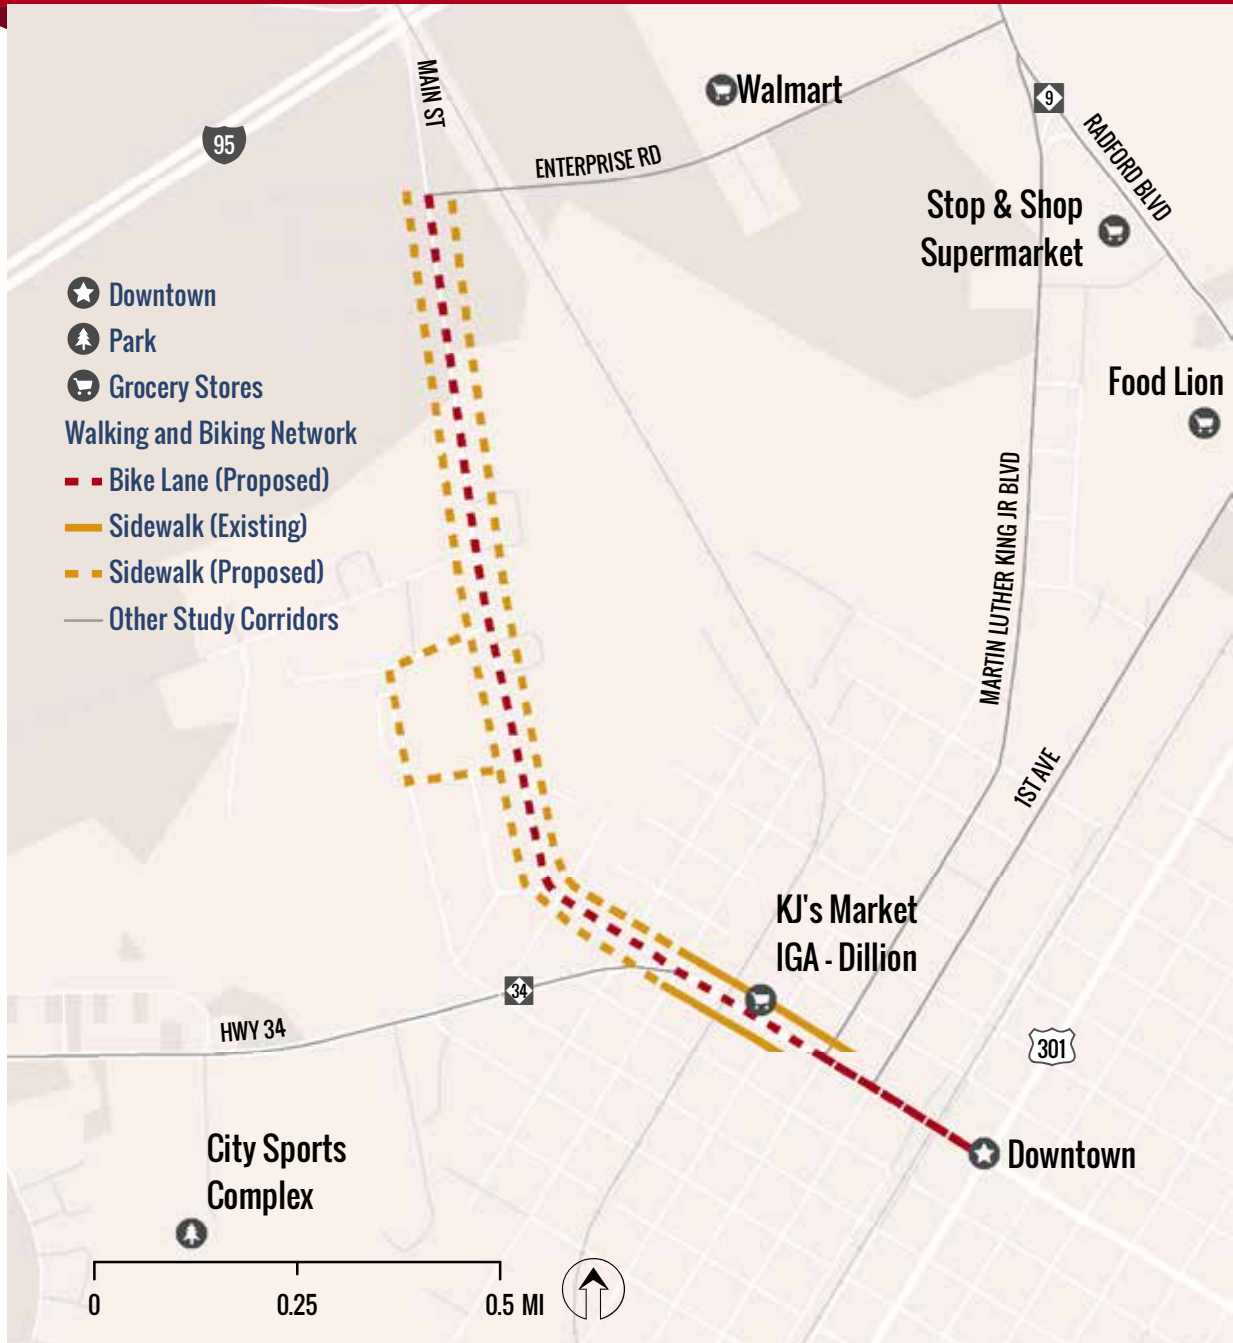 MAIN ST
Walmart
9
95
RADFORD BLVD
ENTERPRISE RD
Stop & Shop
Supermarket
Downtown
Park
Grocery Stores
Walking and Biking Network
Bike Lane (Proposed)
Sidewalk (Existing)
Sidewalk (Proposed)
Other Study Corridors
Food Lion
MARTIN LUTHER KING JR BLVD
1ST AVE
KJ's Market
IGA - Dillion
34
HWY 34
301
City Sports
Complex
Downtown
0
0.25
0.5 MI